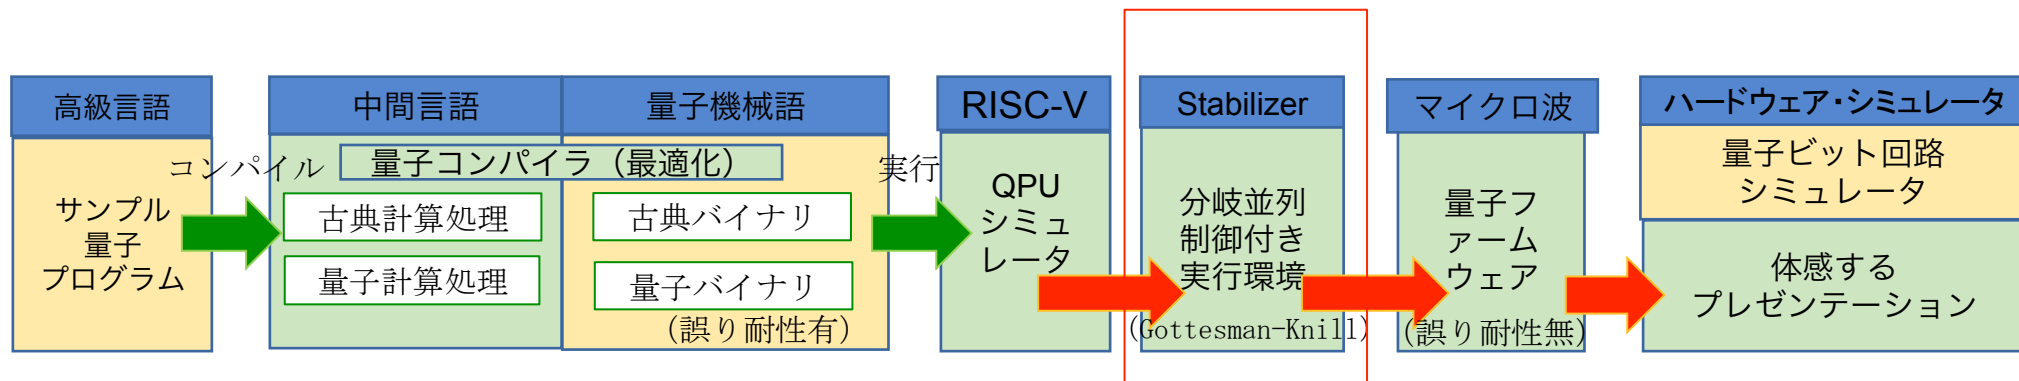 高級言語
サンプル
量子
プログラム
コンパイル
中間言語
量子機械語
量子コンパイラ（最適化）
古典計算処理
量子計算処理
古典バイナリ
量子バイナリ
(誤り耐性有)
実行
RISC-V
QPU
シミュ
レータ
Stabilizer
分岐並列
制御付き
実行環境
(Gottesman-Knill)
マイクロ波
量子フ
ァーム
ウェア
(誤り耐性無)
ハードウェア・シミュレータ
量子ビット回路
シミュレータ
体感する
プレゼンテーション